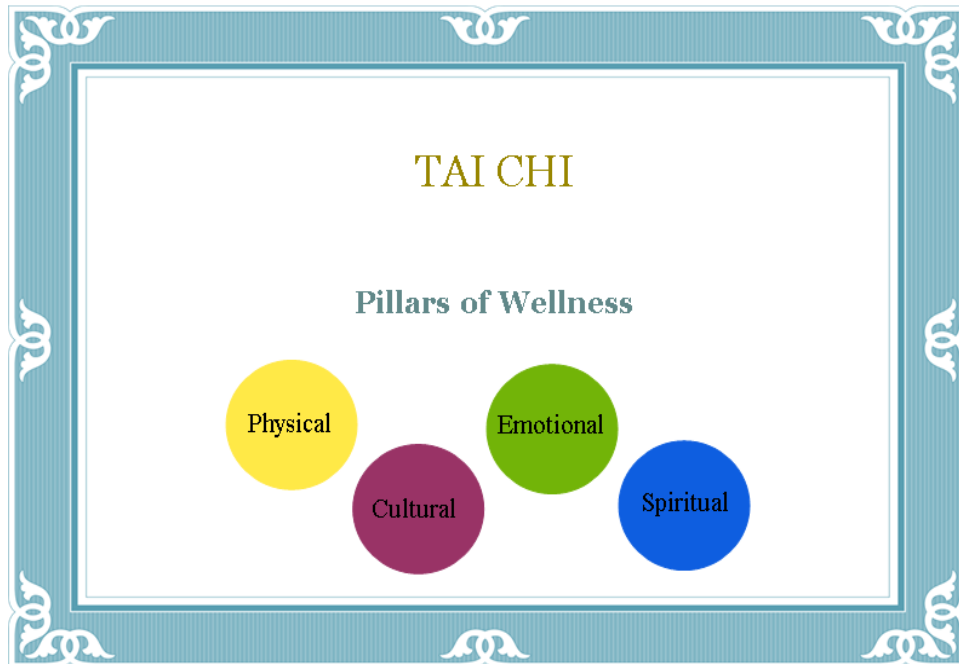 TAI CHI
Pillars of Wellness
Physical
Cultural
Emotional
Spiritual